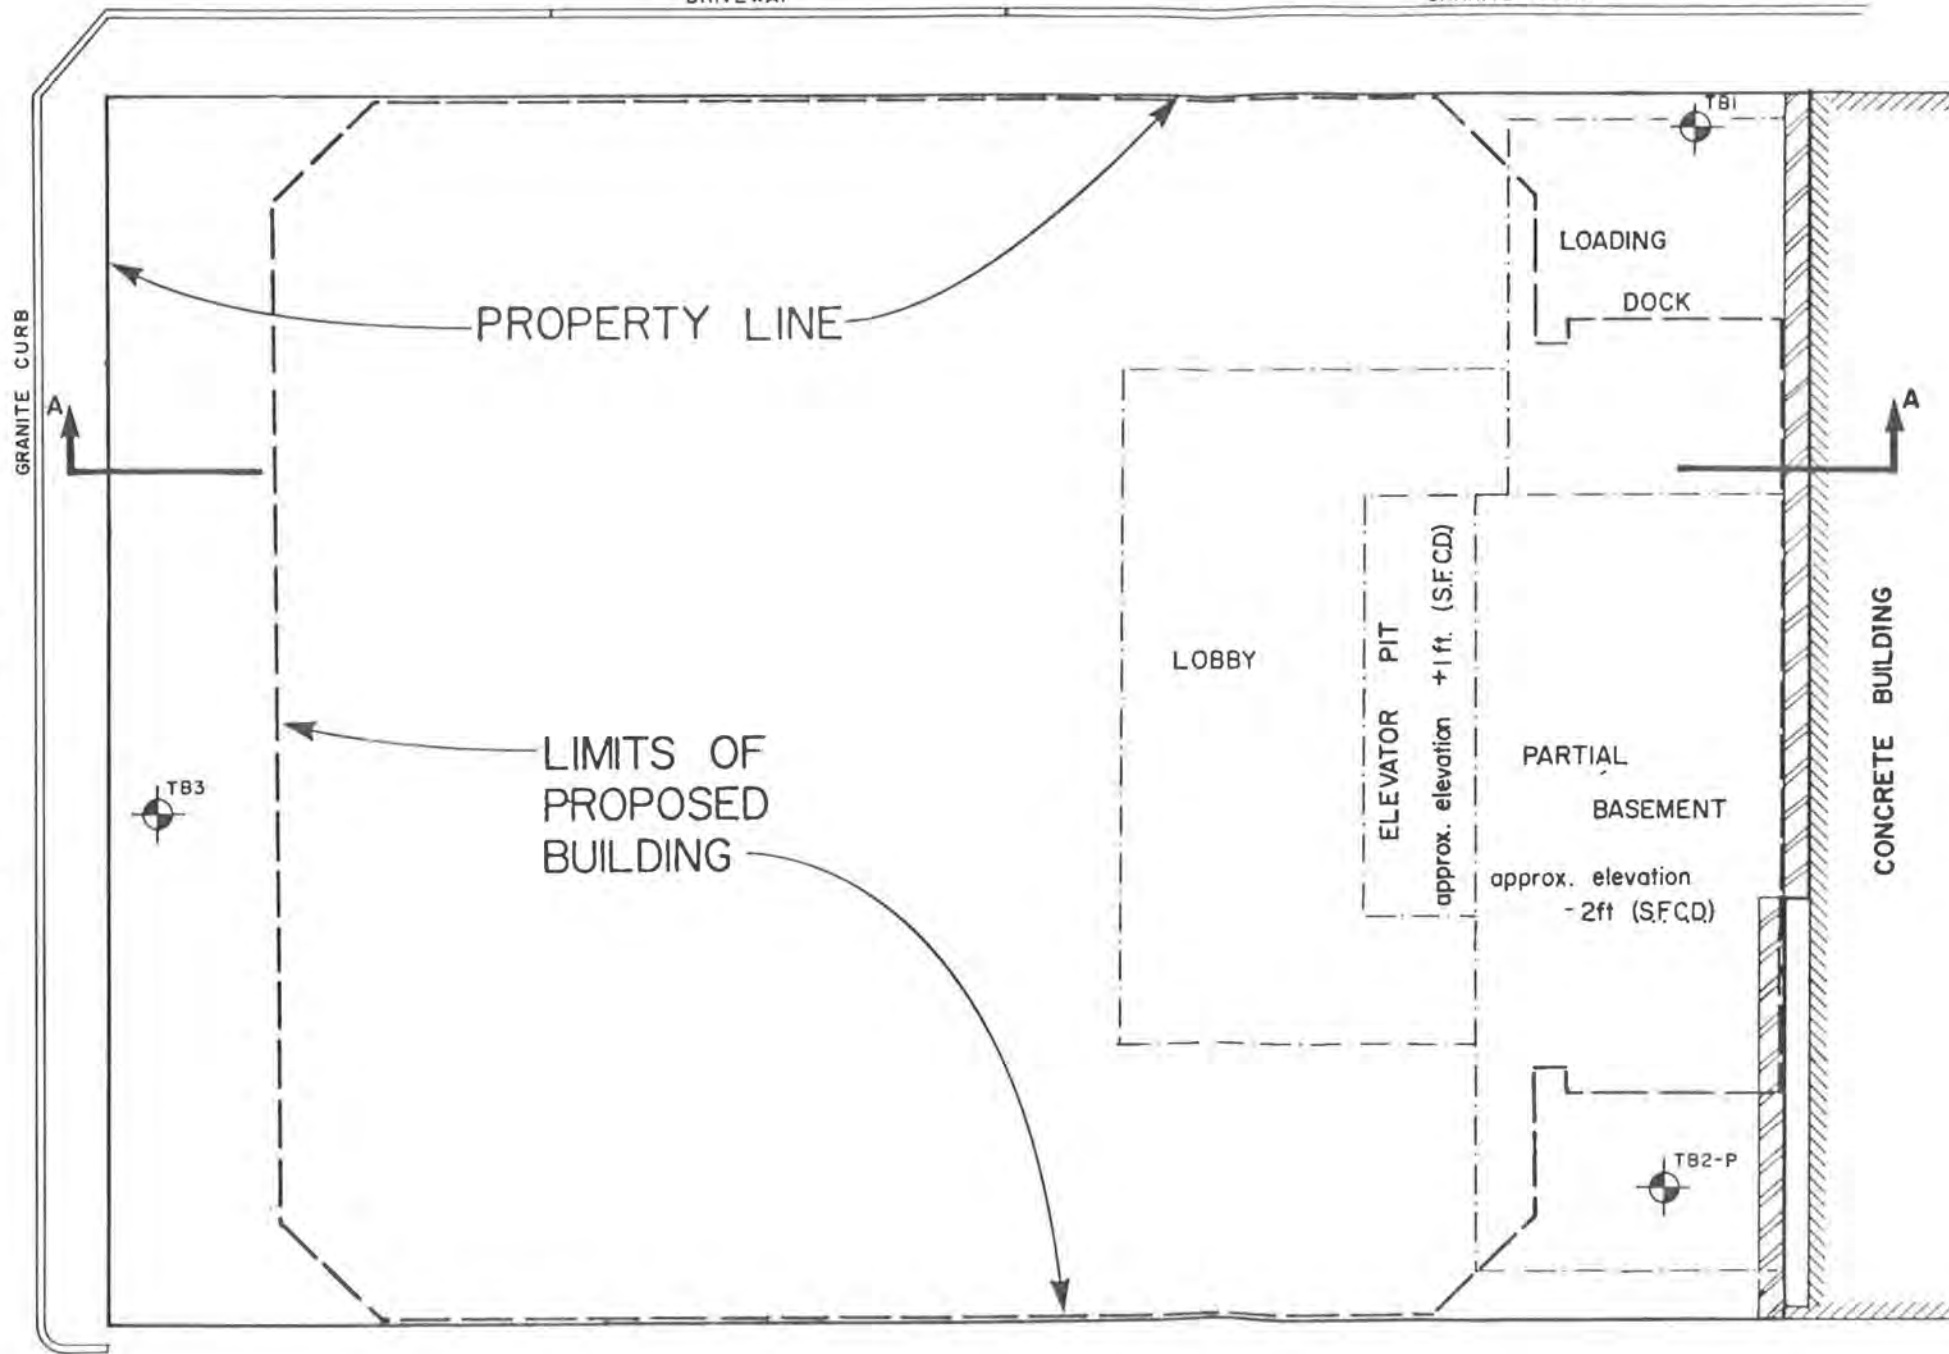 DRIVEWAY
TB1
LOADING
DOCK
PROPERTY LINE
GRANITE CURB
A
A
LOBBY
ELEVATOR PIT
approx. elevation +1 ft. (S.F.C.D.)
PARTIAL
BASEMENT
approx. elevation
- 2ft (S.F.C.D.)
CONCRETE BUILDING
LIMITS OF
PROPOSED
BUILDING
TB3
TB2-P